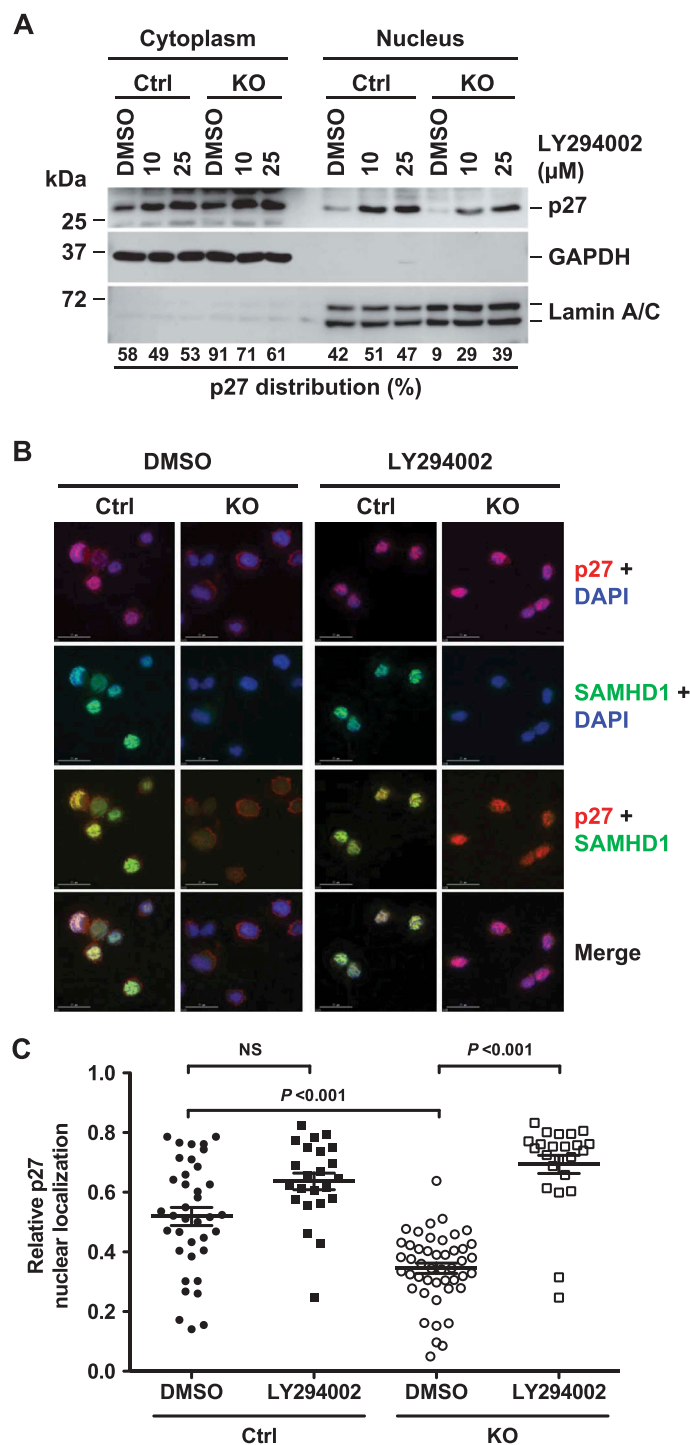 A
Cytoplasm Nucleus
Ctrl KO Ctrl KO
DMSO 10 25 DMSO 10 25 DMSO 10 25 DMSO 10 25
LY294002
(µM)
kDa
p27
25
37
GAPDH
72
Lamin A/C
58 49 53 91 71 61 42 51 47 9 29 39
p27 distribution (%)
B
DMSO LY294002
Ctrl KO Ctrl KO
p27 +
DAPI
SAMHD1 +
DAPI
p27 +
SAMHD1
Merge
C
NS
P <0.001
P <0.001
1.0
0.8
0.6
0.4
0.2
0.0
Relative p27
nuclear localization
DMSO LY294002 DMSO LY294002
Ctrl KO